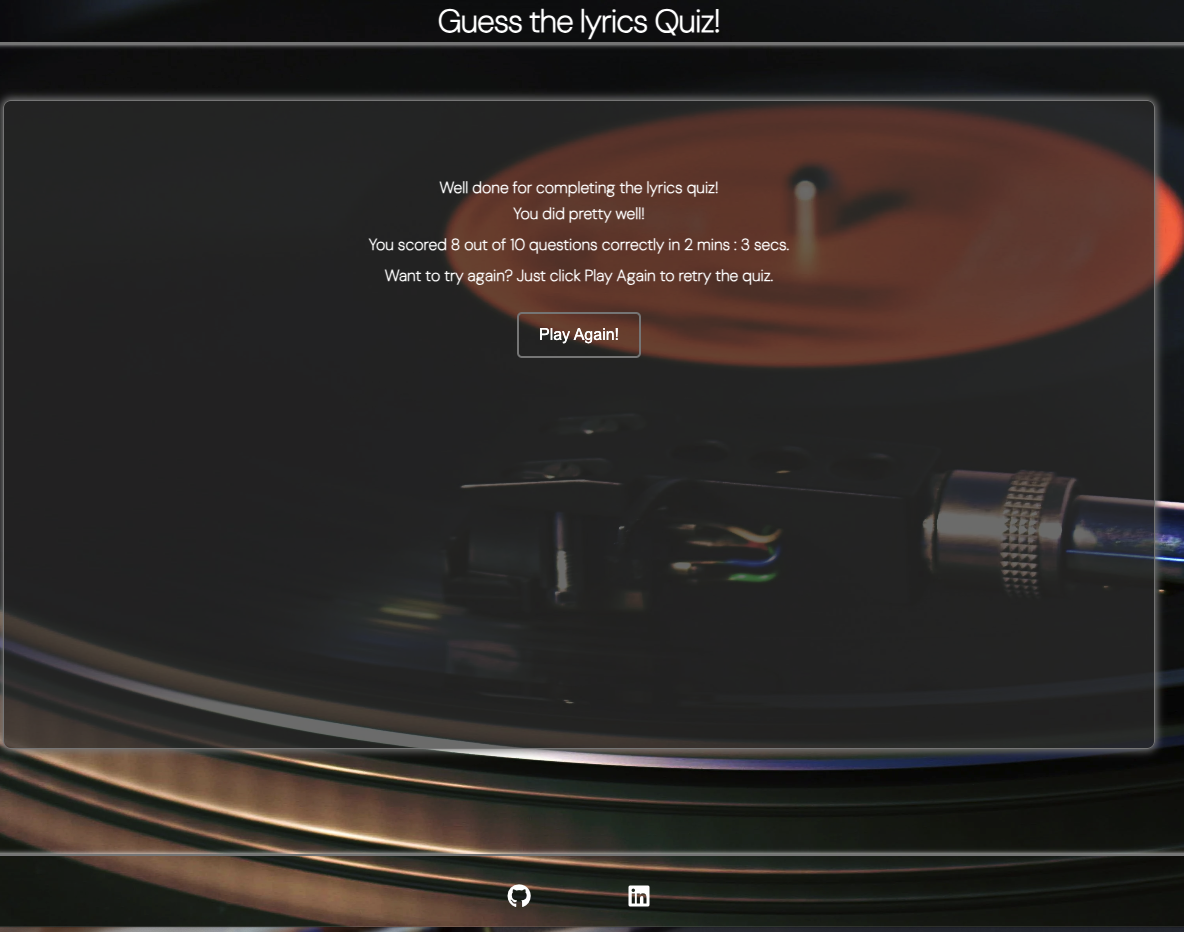 Guess the lyrics Quiz!
Well done for completing the lyrics quiz!
You did pretty well!
You scored 8 out of 10 questions correctly in 2 mins : 3 secs.
Want to try again? Just click Play Again to retry the quiz.
Play Again!
in